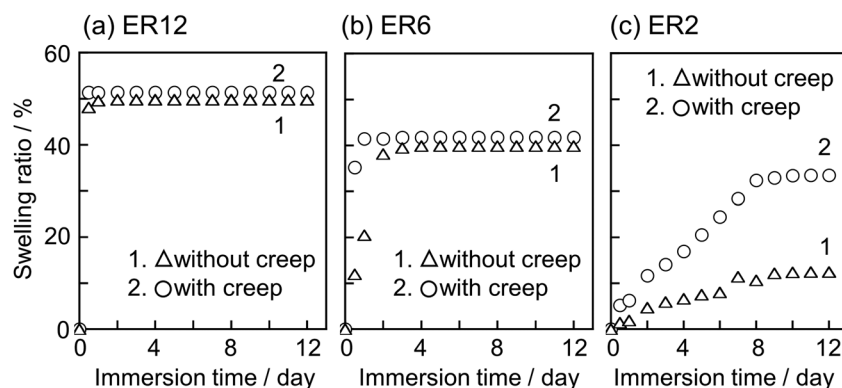 (a) ER12
(b) ER6
(c) ER2
Swelling ratio / %
60
40
20
0
2
1
1. △without creep
2. ○with creep
0 4 8 12
Immersion time / day
2
1
1. △without creep
2. ○with creep
0 4 8 12
Immersion time / day
1. △without creep
2. ○with creep
2
1
0 4 8 12
Immersion time / day